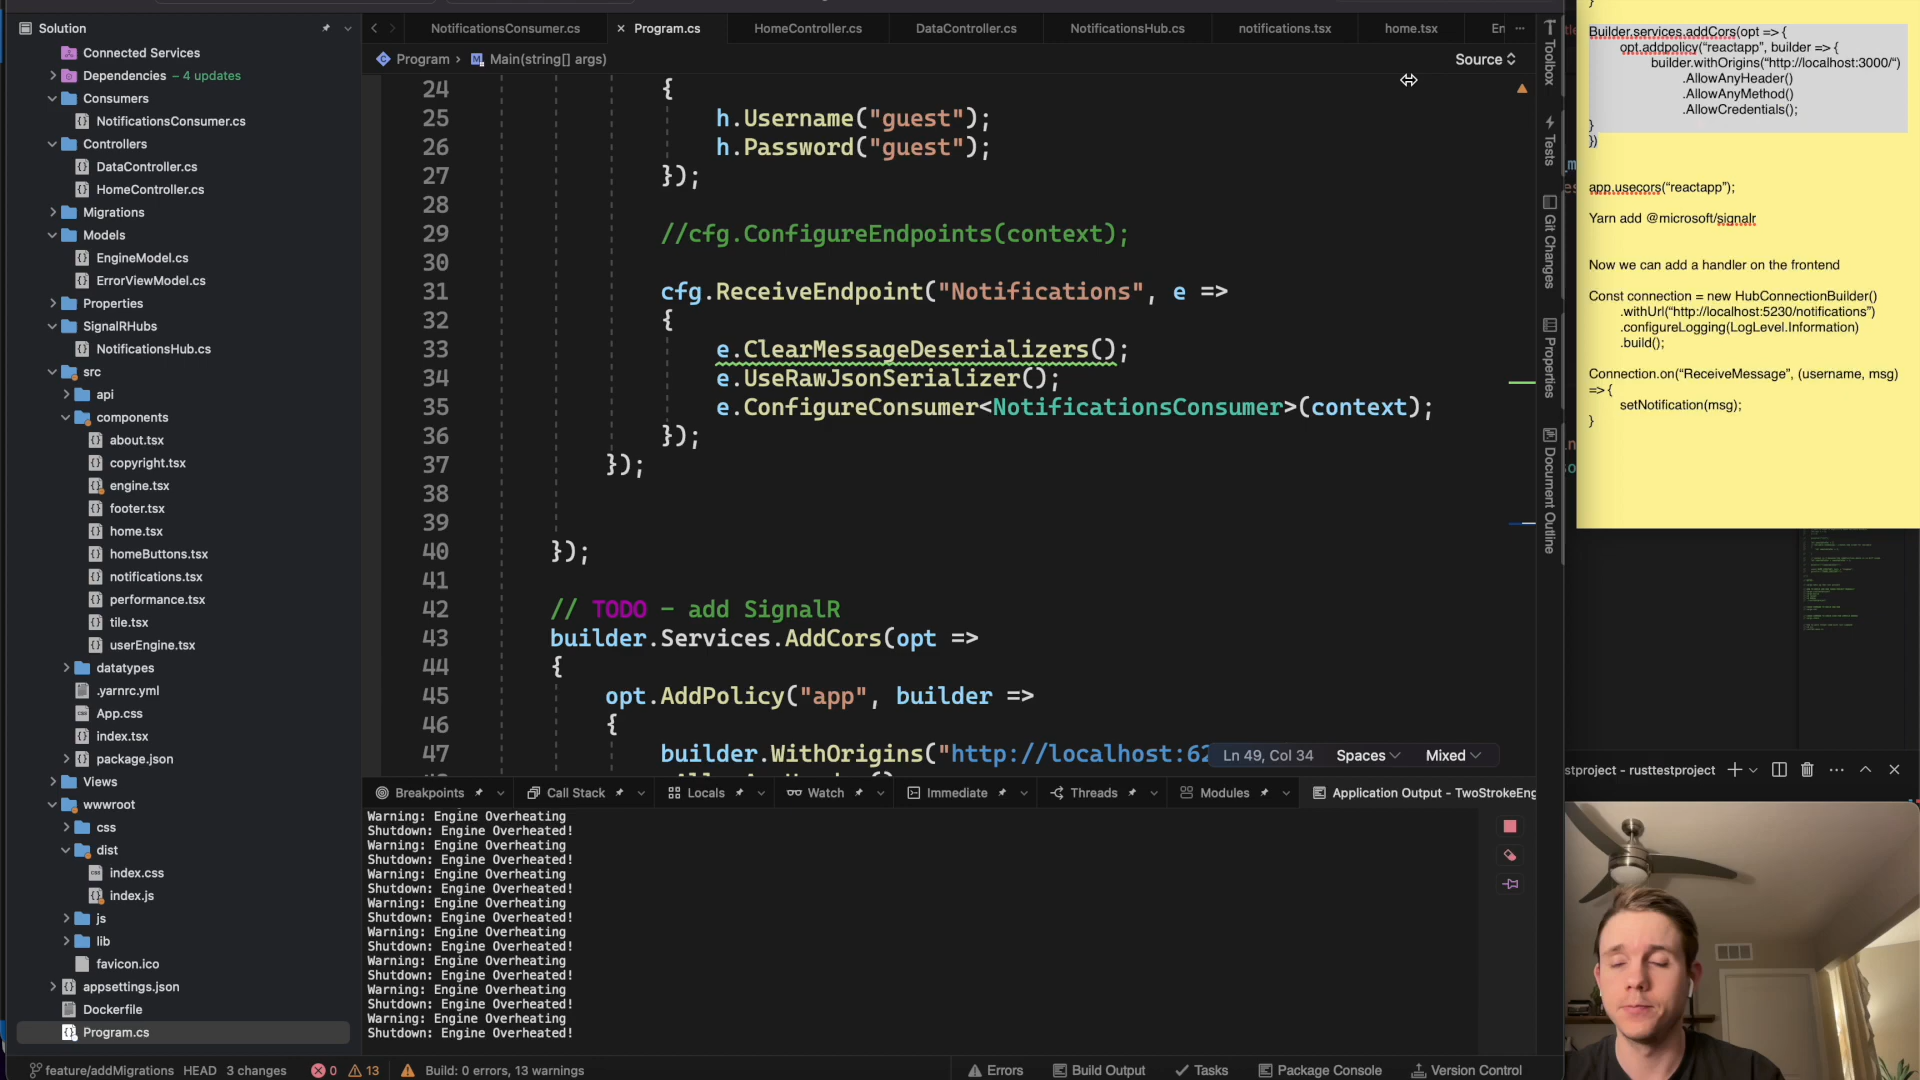 Solution
Connected Services
Dependencies – 4 updates
Consumers
NotificationsConsumer.cs
Controllers
DataController.cs
HomeController.cs
Migrations
Models
EngineModel.cs
ErrorViewModel.cs
Properties
SignalRHubs
NotificationsHub.cs
src
api
components
about.tsx
copyright.tsx
engine.tsx
footer.tsx
home.tsx
homeButtons.tsx
notifications.tsx
performance.tsx
tile.tsx
userEngine.tsx
datatypes
.yarnrc.yml
App.css
index.tsx
package.json
Views
wwwroot
css
dist
index.css
index.js
js
lib
favicon.ico
appsettings.json
Dockerfile
Program.cs
NotificationsConsumer.cs
Program.cs
HomeController.cs
DataController.cs
NotificationsHub.cs
notifications.tsx
home.tsx
En
Program
Main(string[] args)
Source
24 {
25 h.Username("guest");
26 h.Password("guest");
27 });
28
29 //cfg.ConfigureEndpoints(context);
30
31 cfg.ReceiveEndpoint("Notifications", e =>
32 {
33 e.ClearMessageDeserializers();
34 e.UseRawJsonSerializer();
35 e.ConfigureConsumer<NotificationsConsumer>(context);
36 });
37 });
38
39
40 });
41
42 // TODO – add SignalR
43 builder.Services.AddCors(opt =>
44 {
45 opt.AddPolicy("app", builder =>
46 {
47 builder.WithOrigins("http://localhost:62
Ln 49, Col 34
Spaces
Mixed
Breakpoints
Call Stack
Locals
Watch
Immediate
Threads
Modules
Application Output - TwoStrokeEng
Warning: Engine Overheating
Shutdown: Engine Overheated!
Warning: Engine Overheating
Shutdown: Engine Overheated!
Warning: Engine Overheating
Shutdown: Engine Overheated!
Warning: Engine Overheating
Shutdown: Engine Overheated!
Warning: Engine Overheating
Shutdown: Engine Overheated!
Warning: Engine Overheating
Shutdown: Engine Overheated!
Warning: Engine Overheating
Shutdown: Engine Overheated!
Warning: Engine Overheating
Shutdown: Engine Overheated!
feature/addMigrations HEAD 3 changes
0
13
Build: 0 errors, 13 warnings
Errors
Build Output
Tasks
Package Console
Version Control
Toolbox
Tests
Git Changes
Properties
Document Outline
}
Builder.services.addCors(opt => {
opt.addpolicy(“reactapp”, builder => {
builder.withOrigins(“http://localhost:3000/“)
.AllowAnyHeader()
.AllowAnyMethod()
.AllowCredentials();
}
})
app.usecors(“reactapp”);
Yarn add @microsoft/signalr
Now we can add a handler on the frontend
Const connection = new HubConnectionBuilder()
.withUrl(“http://localhost:5230/notifications”)
.configureLogging(LogLevel.Information)
.build();
Connection.on(“ReceiveMessage”, (username, msg)
=> {
setNotification(msg);
}
stproject - rusttestproject